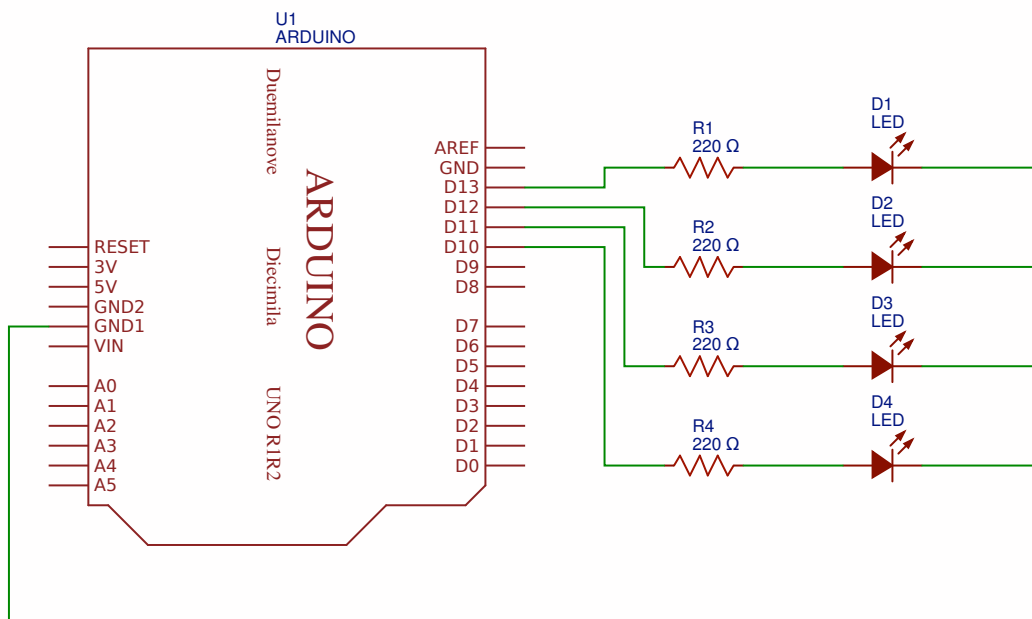 U1
ARDUINO
Duemilanove
Diecimila
UNO R1R2
ARDUINO
RESET
3V
5V
GND2
GND1
VIN
A0
A1
A2
A3
A4
A5
AREF
GND
D13
D12
D11
D10
D9
D8
D7
D6
D5
D4
D3
D2
D1
D0
R1
220 Ω
D1
LED
R2
220 Ω
D2
LED
R3
220 Ω
D3
LED
R4
220 Ω
D4
LED